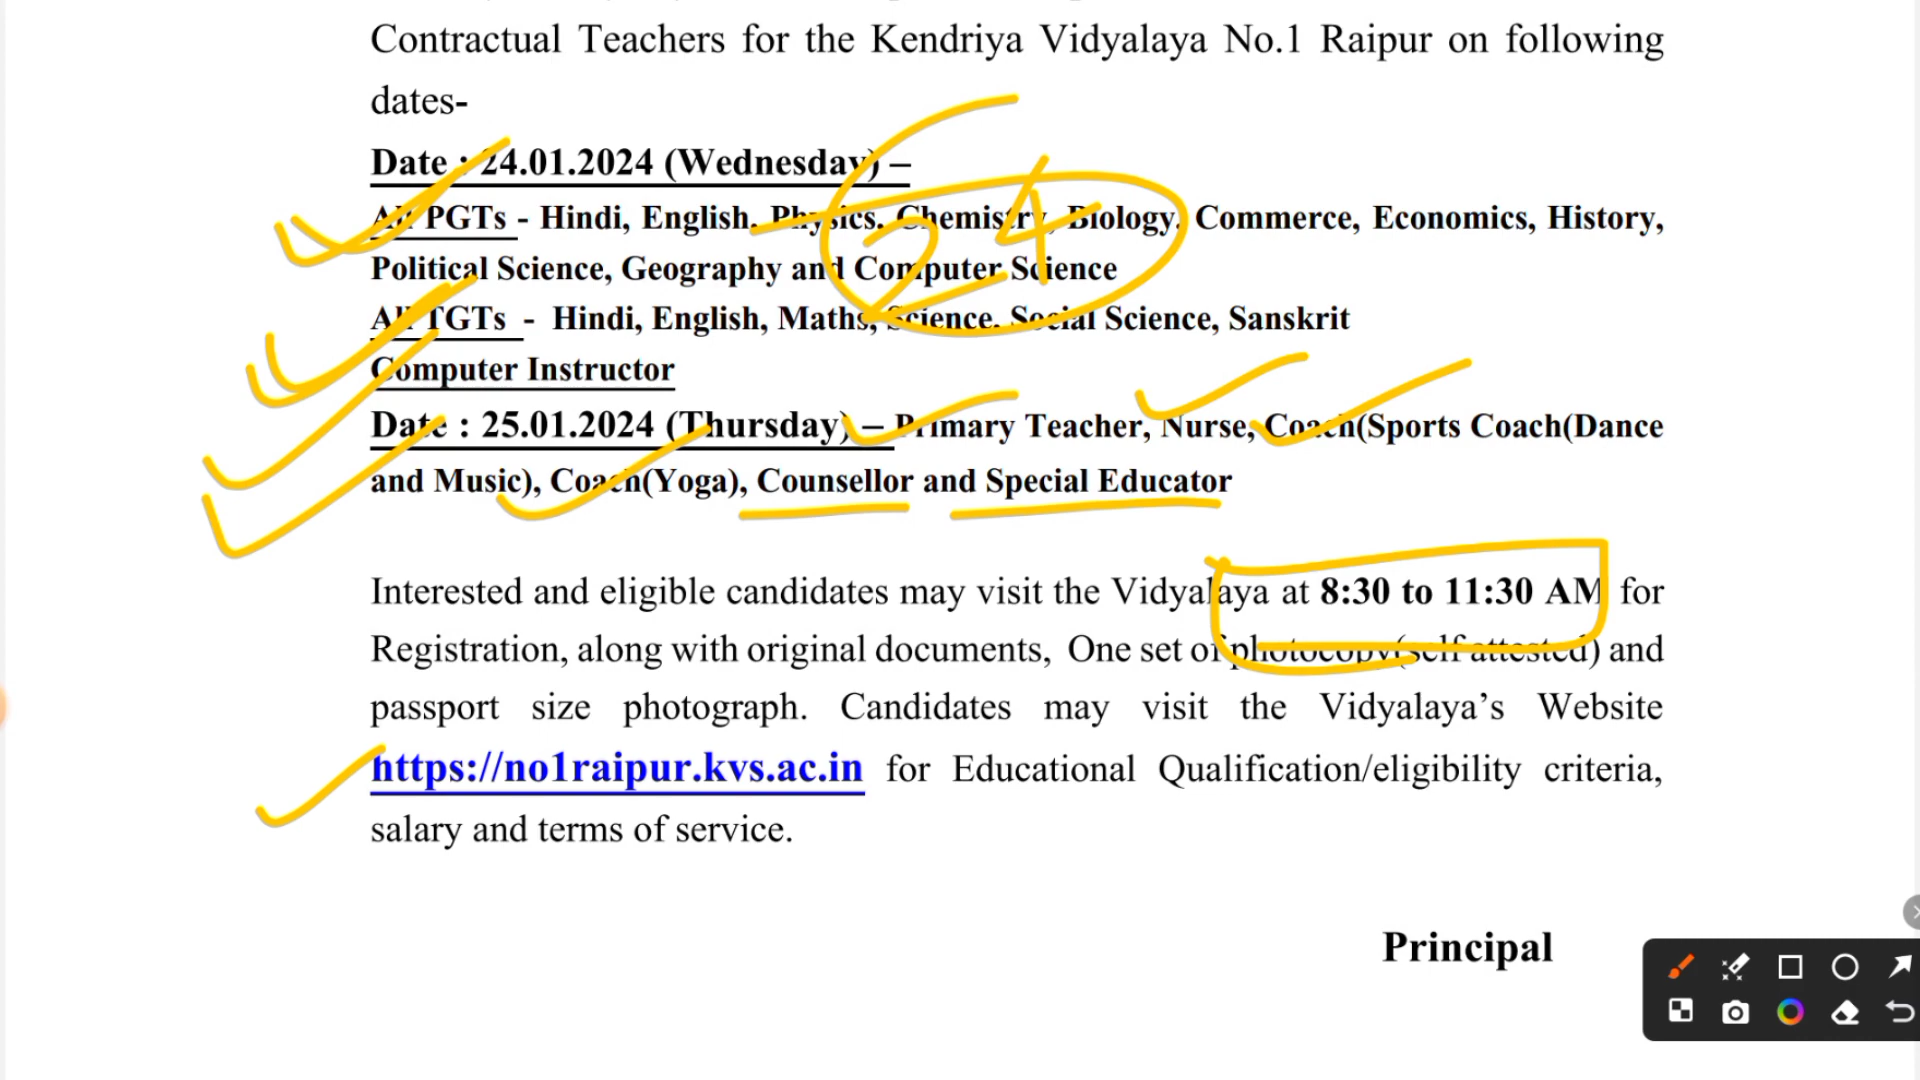 Contractual Teachers for the Kendriya Vidyalaya No.1 Raipur on following
dates-
Date : 24.01.2024 (Wednesday) –
All PGTs - Hindi, English, Physics, Chemistry, Biology, Commerce, Economics, History,
Political Science, Geography and Computer Science
24
All TGTs - Hindi, English, Maths, Science, Social Science, Sanskrit
Computer Instructor
Date : 25.01.2024 (Thursday) – Primary Teacher, Nurse, Coach(Sports Coach(Dance
and Music), Coach(Yoga), Counsellor and Special Educator
Interested and eligible candidates may visit the Vidyalaya at 8:30 to 11:30 AM for
Registration, along with original documents, One set of photocopy(self attested) and
passport size photograph. Candidates may visit the Vidyalaya’s Website
https://no1raipur.kvs.ac.in for Educational Qualification/eligibility criteria,
salary and terms of service.
Principal